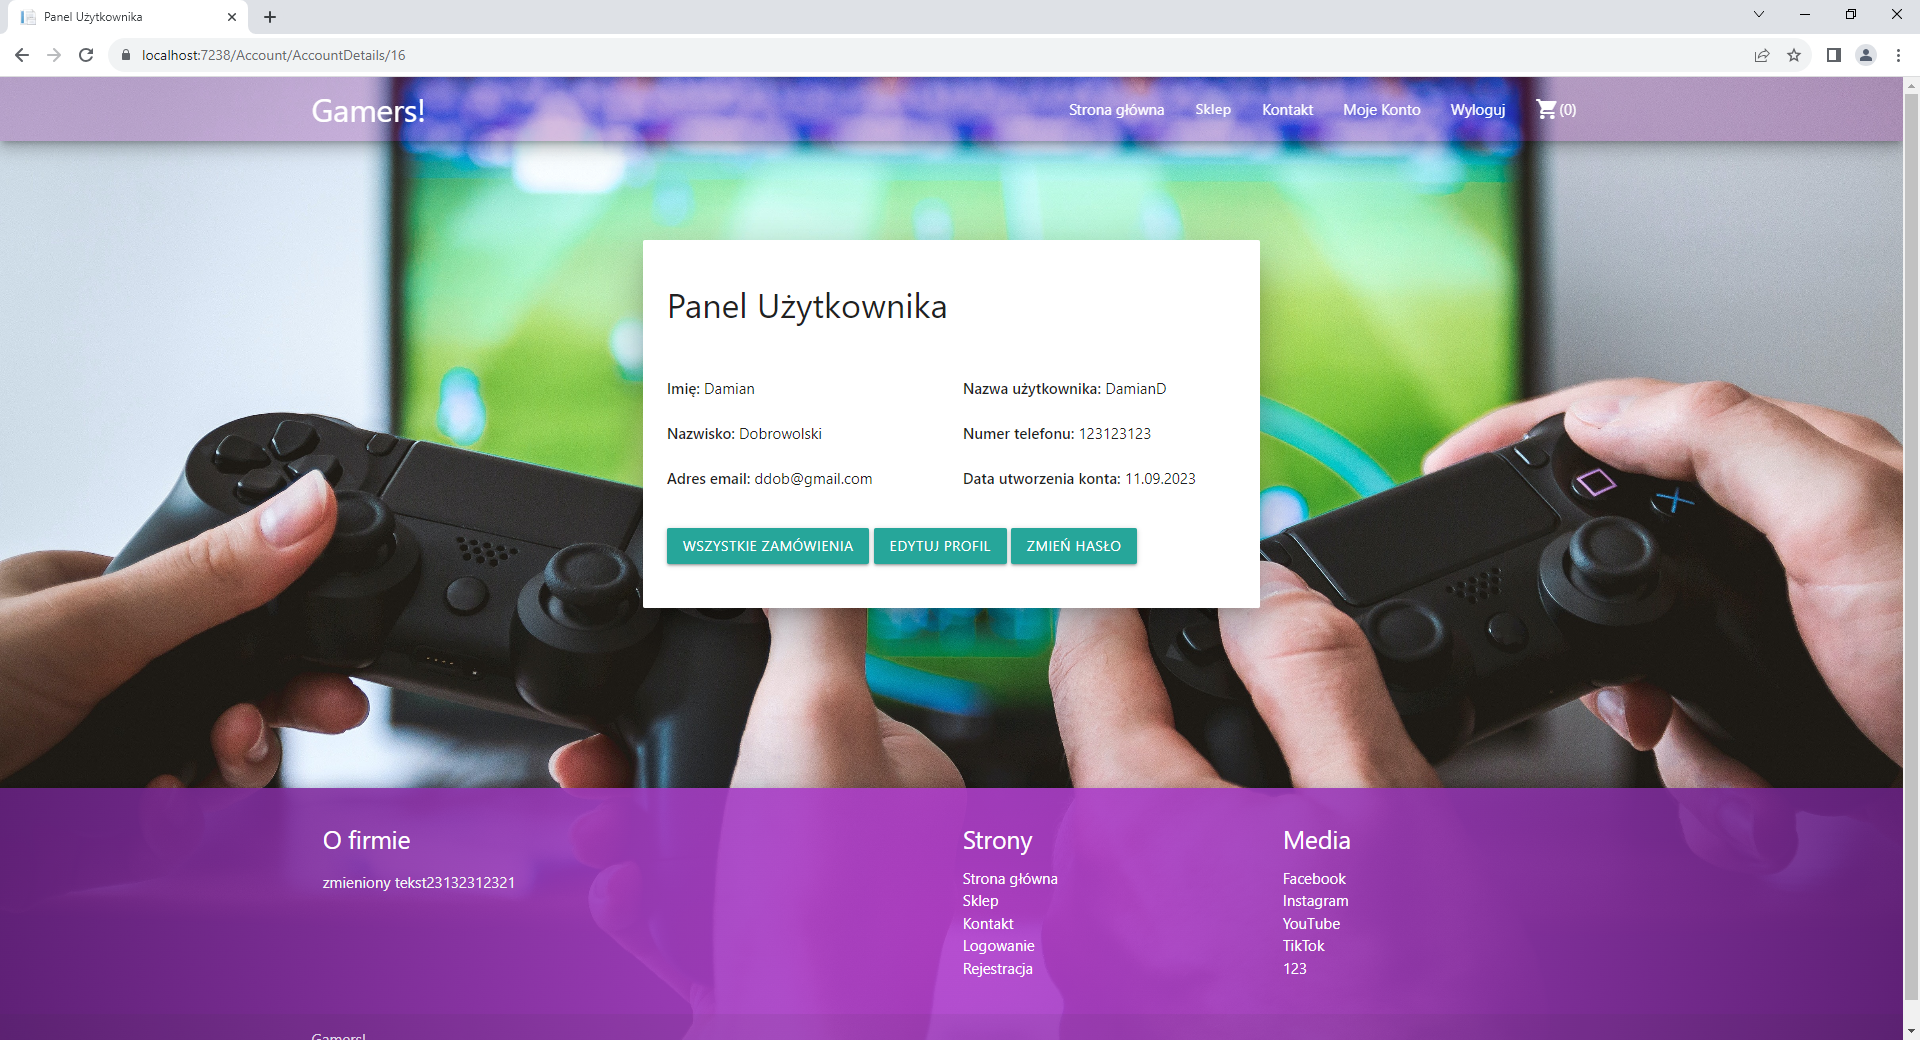 Panel Użytkownika
localhost:7238/Account/AccountDetails/16
Gamers!
Strona główna
Sklep
Kontakt
Moje Konto
Wyloguj
(0)
Panel Użytkownika
Imię: Damian
Nazwa użytkownika: DamianD
Nazwisko: Dobrowolski
Numer telefonu: 123123123
Adres email: ddob@gmail.com
Data utworzenia konta: 11.09.2023
WSZYSTKIE ZAMÓWIENIA
EDYTUJ PROFIL
ZMIEŃ HASŁO
O firmie
zmieniony tekst23132312321
Strony
Strona główna
Sklep
Kontakt
Logowanie
Rejestracja
Media
Facebook
Instagram
YouTube
TikTok
123
Gamers!